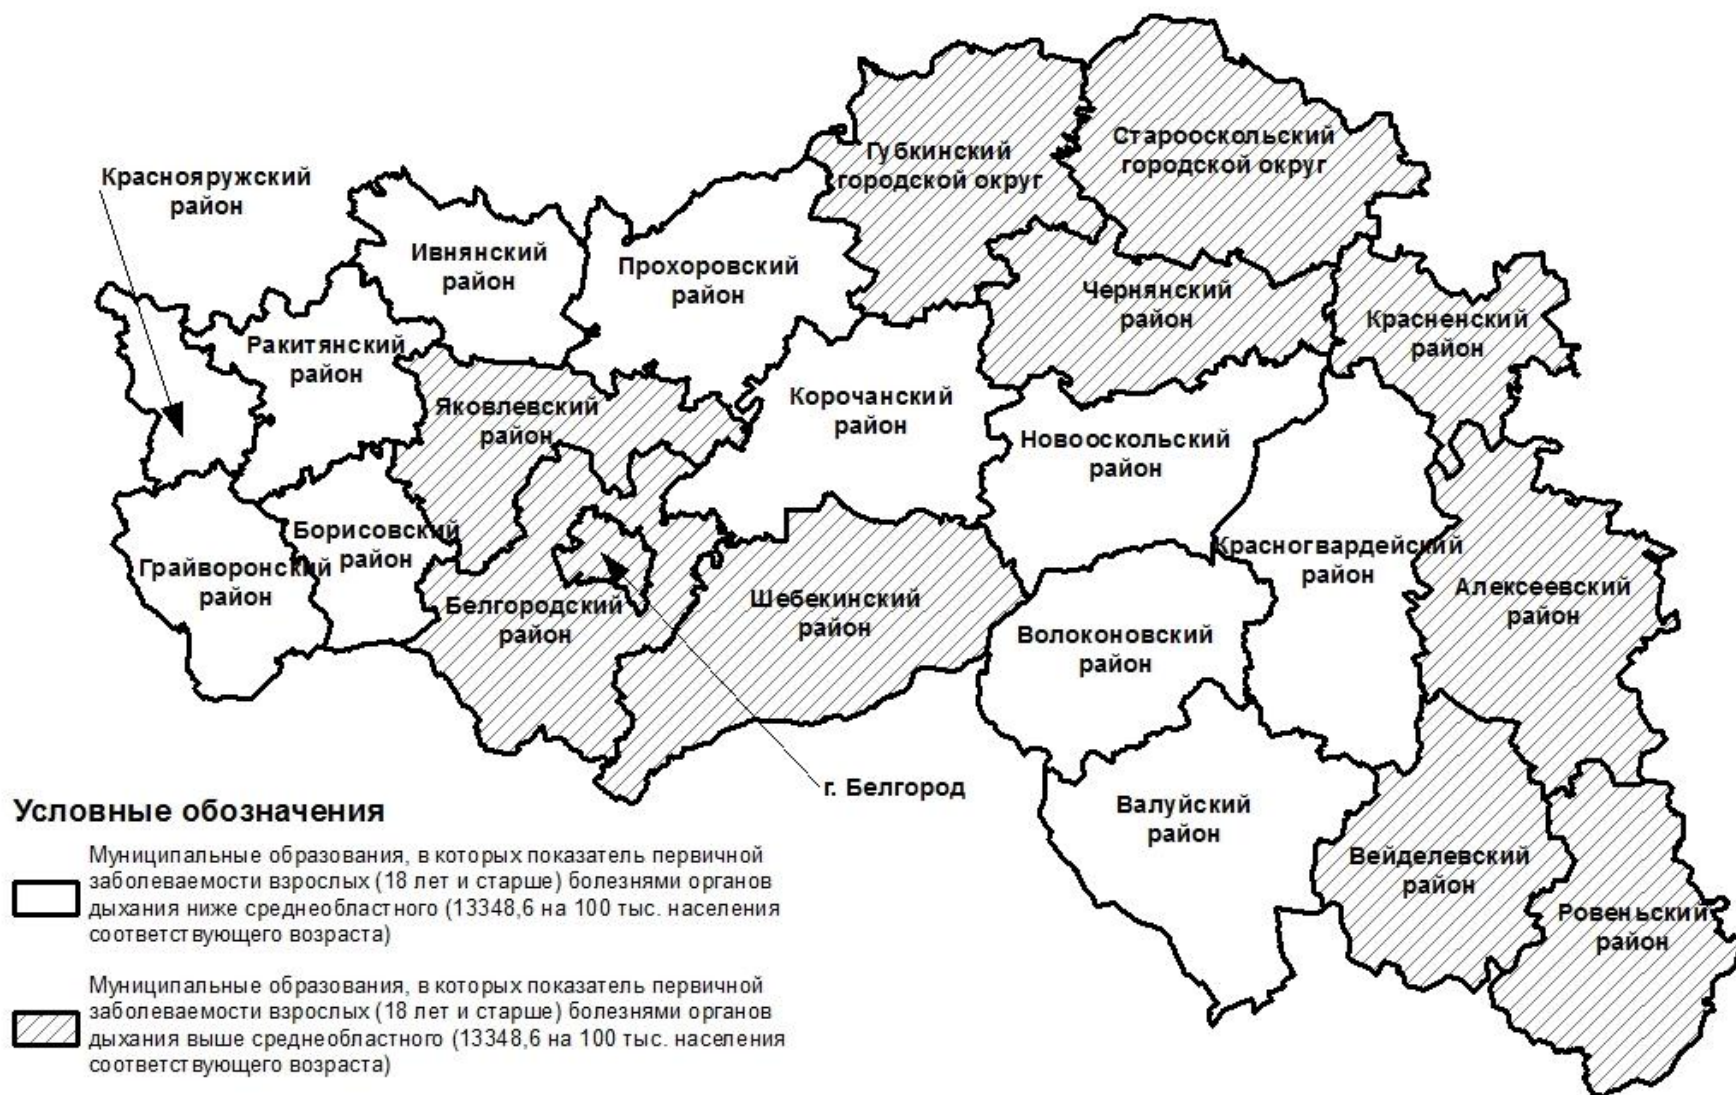 Старооскольский
городской округ
Губкинский
городской округ
Краснояружский
район
Ивнянский
район
Прохоровский
район
Чернянский
район
Красненский
район
Ракитянский
район
Яковлевский
район
Корочанский
район
Новооскольский
район
Борисовский
район
Красногвардейский
район
Грайворонский
район
Белгородский
район
Шебекинский
район
Алексеевский
район
Волоконовский
район
г. Белгород
Валуйский
район
Вейделевский
район
Ровеньский
район
Условные обозначения
Муниципальные образования, в которых показатель первичной
заболеваемости взрослых (18 лет и старше) болезнями органов
дыхания ниже среднеобластного (13348,6 на 100 тыс. населения
соответствующего возраста)
Муниципальные образования, в которых показатель первичной
заболеваемости взрослых (18 лет и старше) болезнями органов
дыхания выше среднеобластного (13348,6 на 100 тыс. населения
соответствующего возраста)